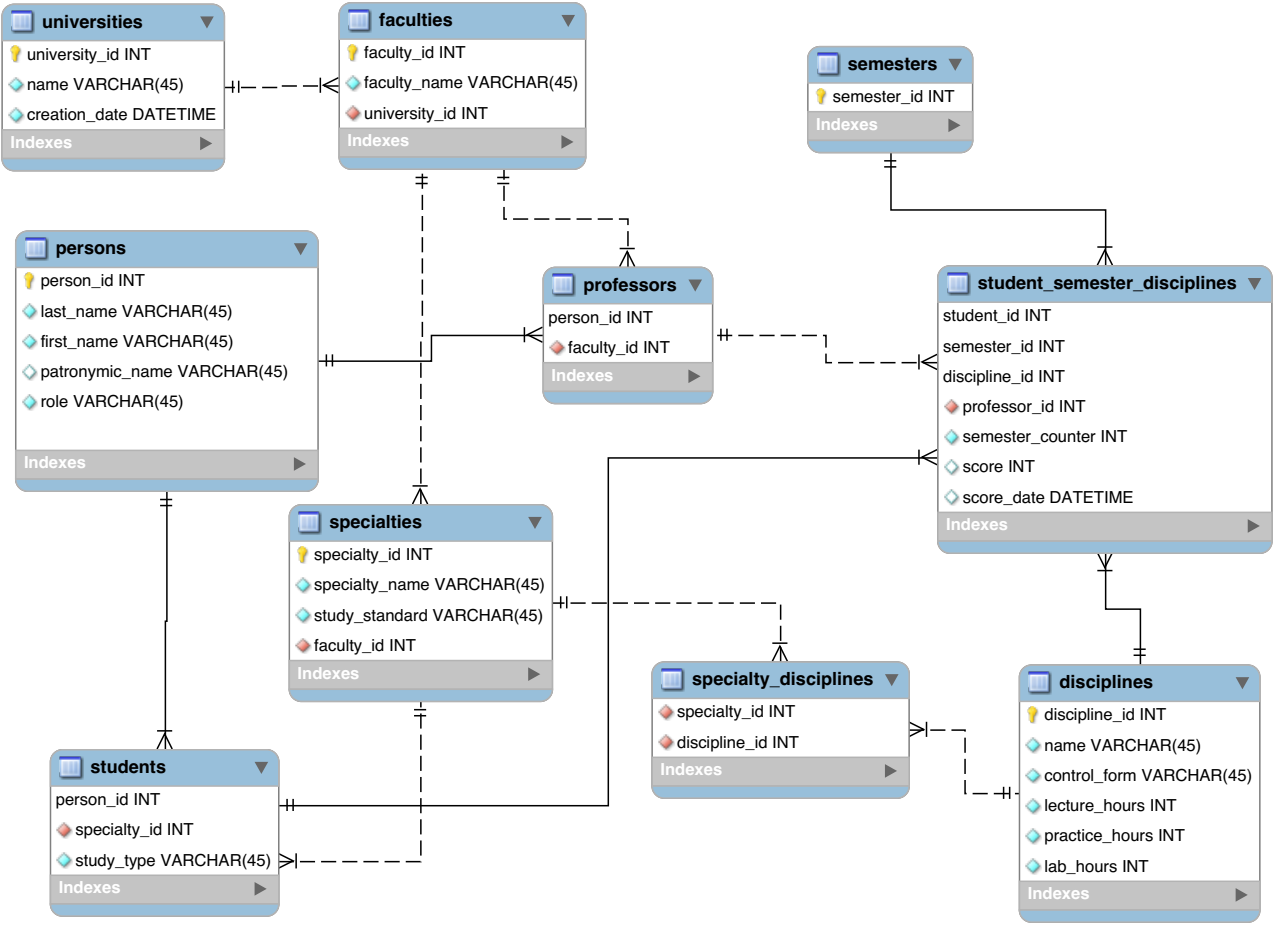 universities
university_id INT
name VARCHAR(45)
creation_date DATETIME
Indexes
faculties
faculty_id INT
faculty_name VARCHAR(45)
university_id INT
Indexes
semesters
semester_id INT
Indexes
persons
person_id INT
last_name VARCHAR(45)
first_name VARCHAR(45)
patronymic_name VARCHAR(45)
role VARCHAR(45)
Indexes
professors
person_id INT
faculty_id INT
Indexes
student_semester_disciplines
student_id INT
semester_id INT
discipline_id INT
professor_id INT
semester_counter INT
score INT
score_date DATETIME
Indexes
specialties
specialty_id INT
specialty_name VARCHAR(45)
study_standard VARCHAR(45)
faculty_id INT
Indexes
specialty_disciplines
specialty_id INT
discipline_id INT
Indexes
disciplines
discipline_id INT
name VARCHAR(45)
control_form VARCHAR(45)
lecture_hours INT
practice_hours INT
lab_hours INT
Indexes
students
person_id INT
specialty_id INT
study_type VARCHAR(45)
Indexes